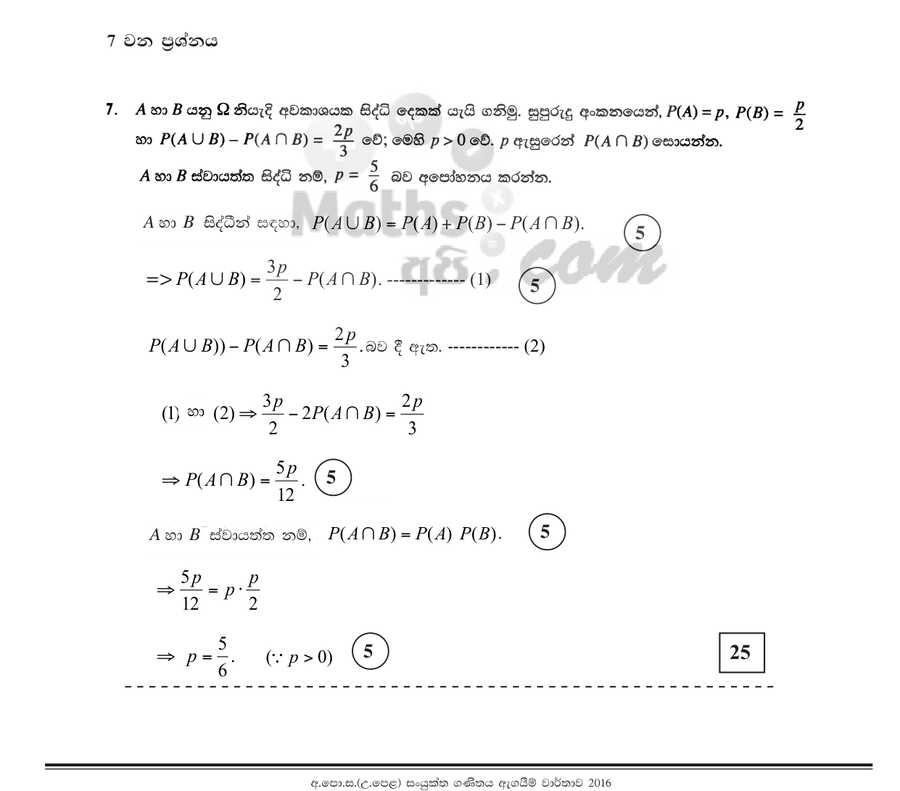 7 වන ප්‍රශ්නය
7. A හා B යනු Ω නියැදි අවකාශයක සිද්ධි දෙකක් යැයි ගනිමු. සුපුරුදු අංකනයෙන්, P(A) = p, P(B) = p/2
හා P(A ∪ B) – P(A ∩ B) = 2p/3 වේ; මෙහි p > 0 වේ. p ඇසුරෙන් P(A ∩ B) සොයන්න.
A හා B ස්වායත්ත සිද්ධි නම්, p = 5/6 බව අපෝහනය කරන්න.
A හා B සිද්ධීන් සඳහා, P(A ∪ B) = P(A) + P(B) – P(A ∩ B). 5
=> P(A ∪ B) = 3p/2 – P(A ∩ B). ------------- (1) 5
P(A ∪ B)) – P(A ∩ B) = 2p/3 . බව දී ඇත. ------------ (2)
(1) හා (2) ⇒ 3p/2 – 2P(A ∩ B) = 2p/3
⇒ P(A ∩ B) = 5p/12 . 5
A හා B ස්වායත්ත නම්, P(A ∩ B) = P(A) P(B). 5
⇒ 5p/12 = p · p/2
⇒ p = 5/6 . (∵ p > 0) 5 25
අ.පො.ස.(උ.පෙළ) සංයුක්ත ගණිතය ඇගයීම් වාර්තාව 2016
Maths
අපි .com